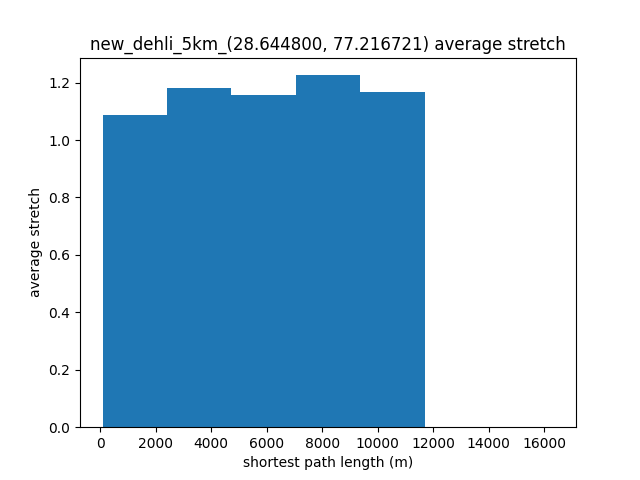 new_dehli_5km_(28.644800, 77.216721) average stretch
average stretch
1.2
1.0
0.8
0.6
0.4
0.2
0.0
0 2000 4000 6000 8000 10000 12000 14000 16000
shortest path length (m)